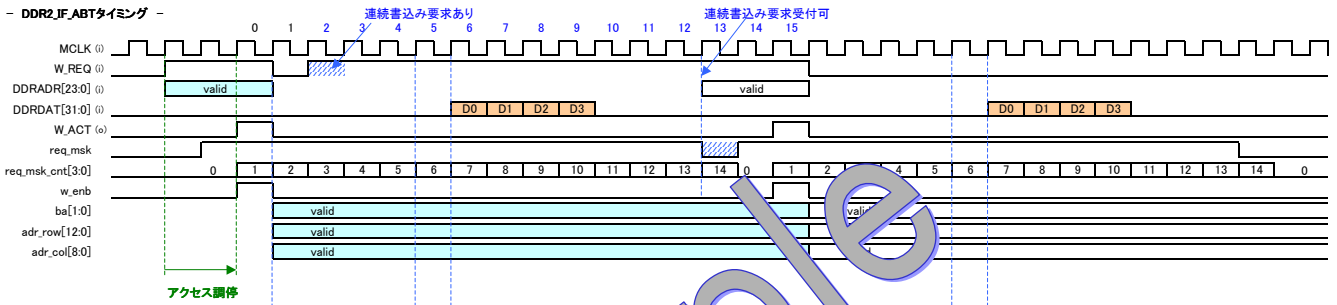 - DDR2_IF_ABTタイミング -
連続書込み要求あり
連続書込み要求受付可
0 1 2 3 4 5 6 7 8 9 10 11 12 13 14 15
MCLK (i)
W_REQ (i)
DDRADR[23:0] (i) valid valid
DDRDAT[31:0] (i) D0 D1 D2 D3 D0 D1 D2 D3
W_ACT (o)
req_msk
req_msk_cnt[3:0] 0 1 2 3 4 5 6 7 8 9 10 11 12 13 14 0 1 2 4 5 6 7 8 9 10 11 12 13 14 0
w_enb
ba[1:0] valid valid
adr_row[12:0] valid
adr_col[8:0] valid
アクセス調停